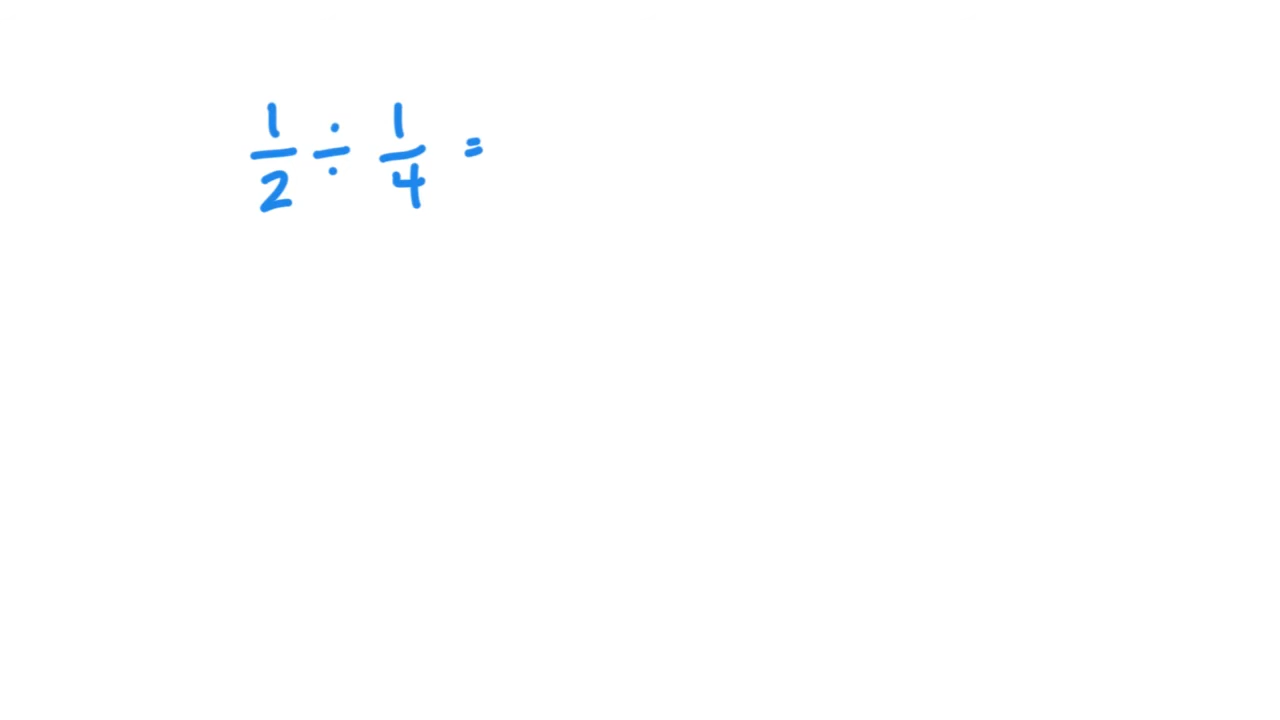 1/2 ÷ 1/4 =